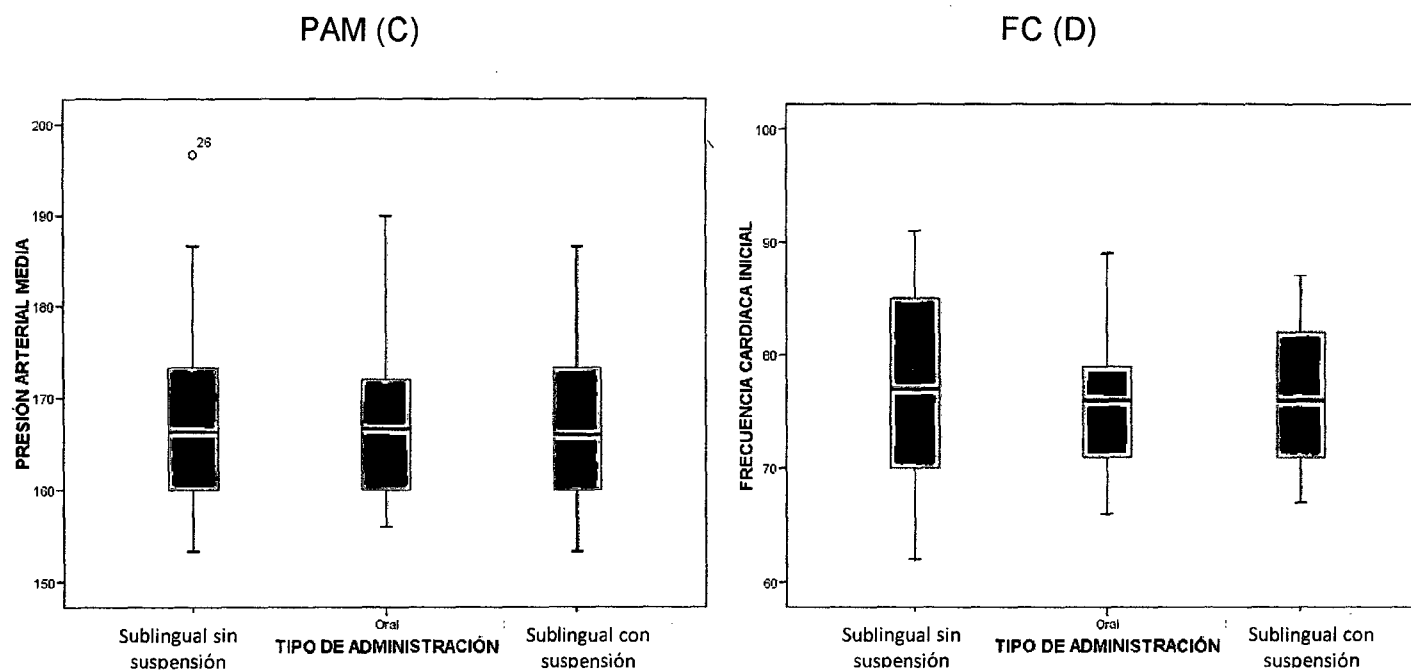 PAM (C)
200
26
190
180
170
160
150
PRESIÓN ARTERIAL MEDIA
Sublingual sin
suspensión
Oral
TIPO DE ADMINISTRACIÓN
Sublingual con
suspensión
FC (D)
100
90
80
70
60
FRECUENCIA CARDIACA INICIAL
Sublingual sin
suspensión
Oral
TIPO DE ADMINISTRACIÓN
Sublingual con
suspensión